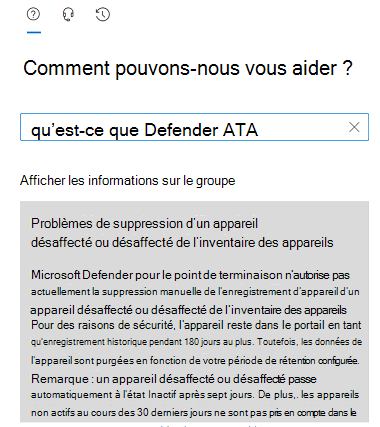 Comment pouvons-nous vous aider ?
qu'est-ce que Defender ATA
Afficher les informations sur le groupe
Problèmes de suppression d'un appareil
désaffecté ou désaffecté de l'inventaire des appareils
Microsoft Defender pour le point de terminaison n'autorise pas
actuellement la suppression manuelle de l'enregistrement d'appareil d'un
appareil désaffecté ou désaffecté de l'inventaire des appareils
Pour des raisons de sécurité, l'appareil reste dans le portail en tant
qu'enregistrement historique pendant 180 jours au plus. Toutefois, les données de
l'appareil sont purgées en fonction de votre période de rétention configurée.
Remarque : un appareil désaffecté ou désaffecté passe
automatiquement à l'état Inactif après sept jours. De plus,. les appareils
non actifs au cours des 30 derniers jours ne sont pas pris en compte dans le